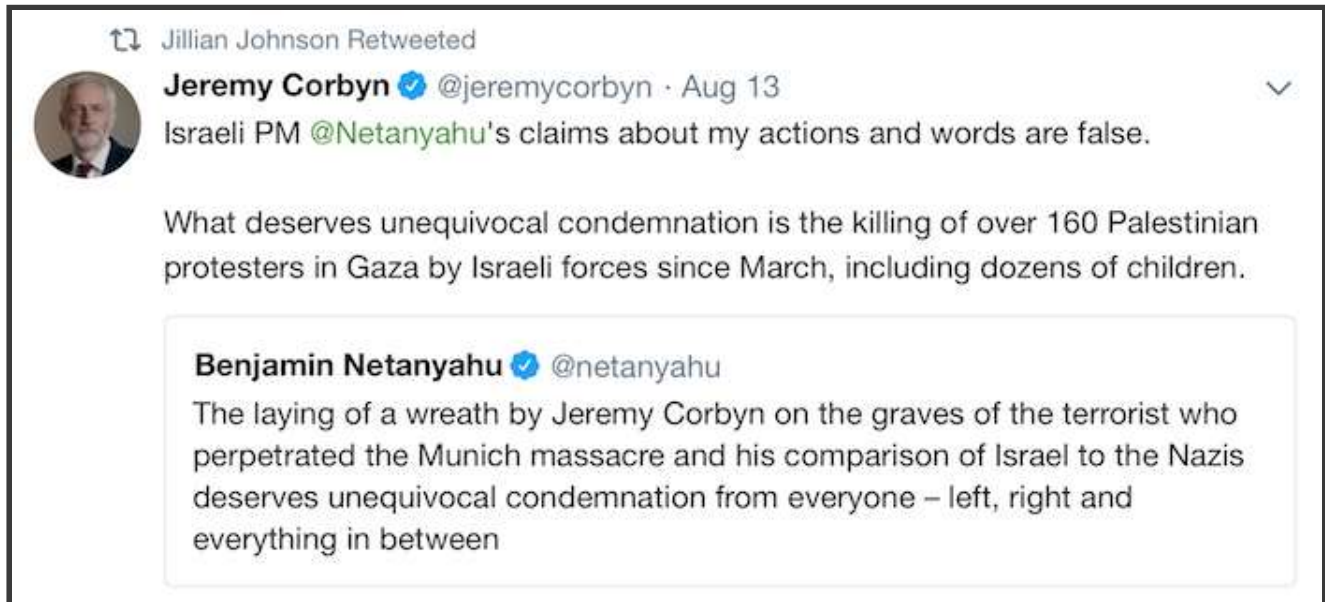 Jillian Johnson Retweeted
Jeremy Corbyn @jeremycorbyn · Aug 13
Israeli PM @Netanyahu's claims about my actions and words are false.
What deserves unequivocal condemnation is the killing of over 160 Palestinian
protesters in Gaza by Israeli forces since March, including dozens of children.
Benjamin Netanyahu @netanyahu
The laying of a wreath by Jeremy Corbyn on the graves of the terrorist who
perpetrated the Munich massacre and his comparison of Israel to the Nazis
deserves unequivocal condemnation from everyone – left, right and
everything in between